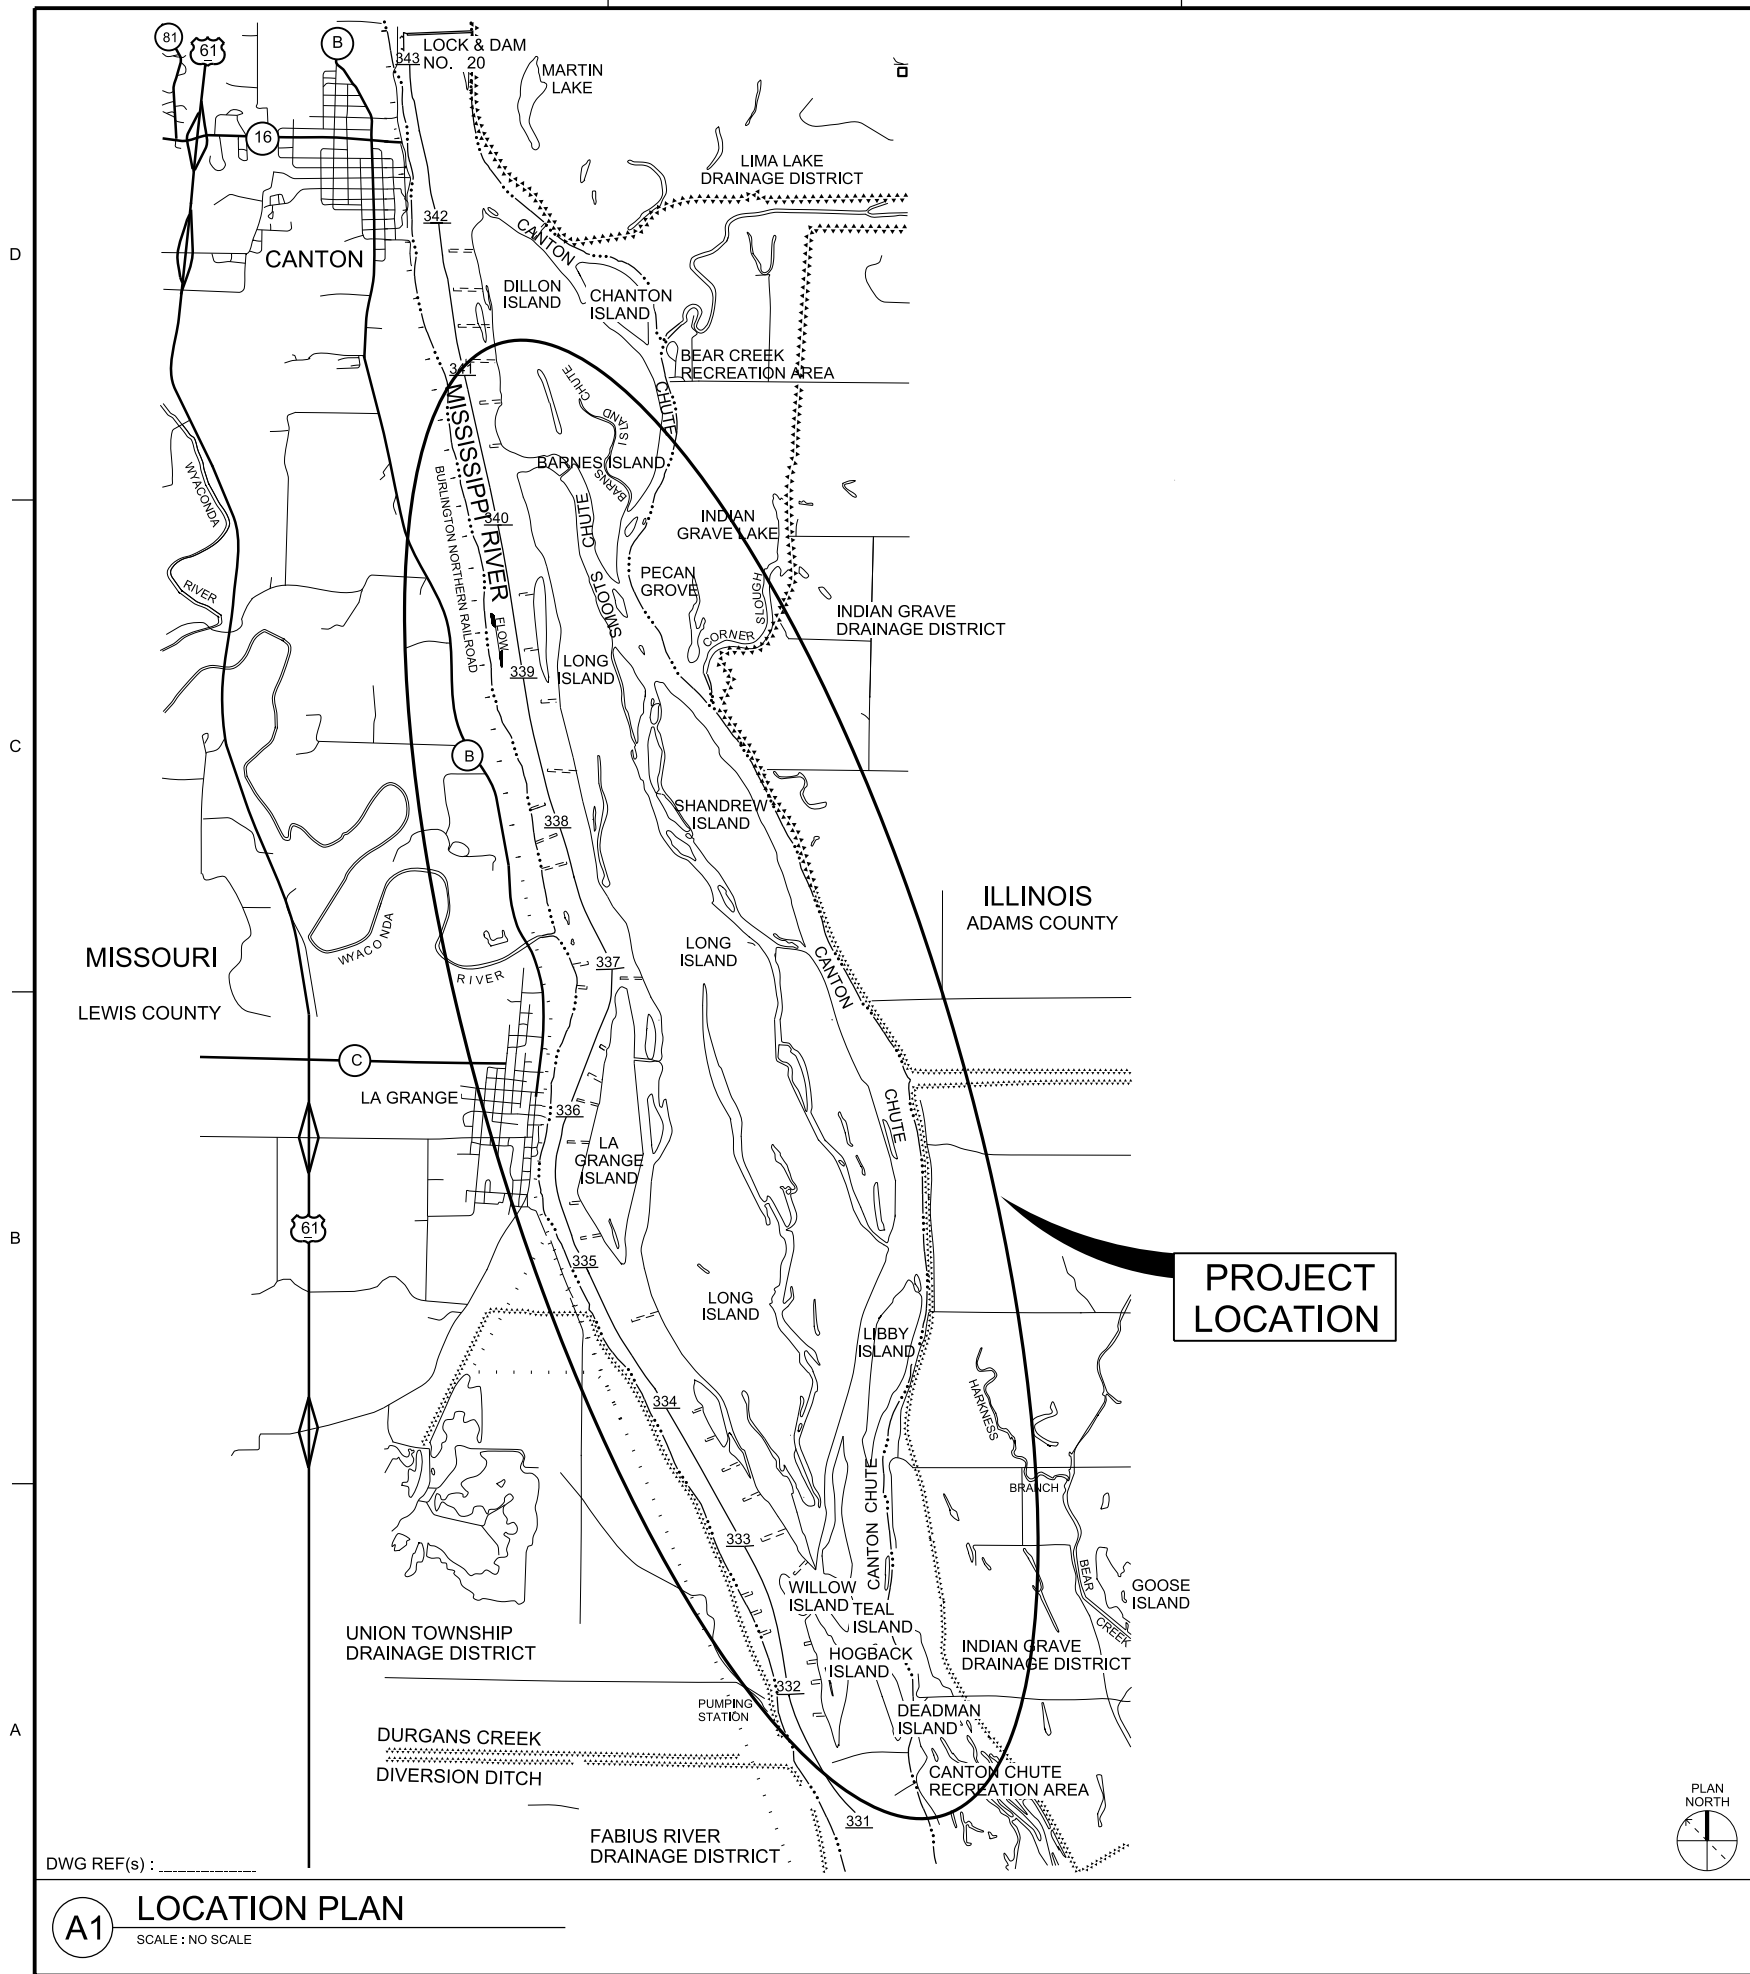 81
61
B
343
LOCK & DAM
NO. 20
MARTIN
LAKE
16
LIMA LAKE
DRAINAGE DISTRICT
342
CANTON
D
CANTON
DILLON
ISLAND
CHANTON
ISLAND
341
BEAR CREEK
RECREATION AREA
CHUTE
MISSISSIPPI RIVER
BARNS ISLAND CHUTE
BARNES ISLAND
BURLINGTON NORTHERN RAILROAD
WYACONDA
RIVER
340
SMOOTS CHUTE
INDIAN
GRAVE LAKE
PECAN
GROVE
CORNER SLOUGH
INDIAN GRAVE
DRAINAGE DISTRICT
FLOW
339
LONG
ISLAND
C
B
338
SHANDREW
ISLAND
ILLINOIS
ADAMS COUNTY
WYACONDA
RIVER
MISSOURI
LEWIS COUNTY
337
LONG
ISLAND
CANTON
CHUTE
C
LA GRANGE
336
LA
GRANGE
ISLAND
B
61
335
LONG
ISLAND
LIBBY
ISLAND
PROJECT
LOCATION
334
HARKNESS
BRANCH
CANTON CHUTE
333
BEAR
CREEK
GOOSE
ISLAND
WILLOW
ISLAND
TEAL
ISLAND
UNION TOWNSHIP
DRAINAGE DISTRICT
HOGBACK
ISLAND
INDIAN GRAVE
DRAINAGE DISTRICT
332
PUMPING
STATION
DEADMAN
ISLAND
A
DURGANS CREEK
DIVERSION DITCH
CANTON CHUTE
RECREATION AREA
331
FABIUS RIVER
DRAINAGE DISTRICT
PLAN
NORTH
DWG REF(s) :
A1
LOCATION PLAN
SCALE : NO SCALE